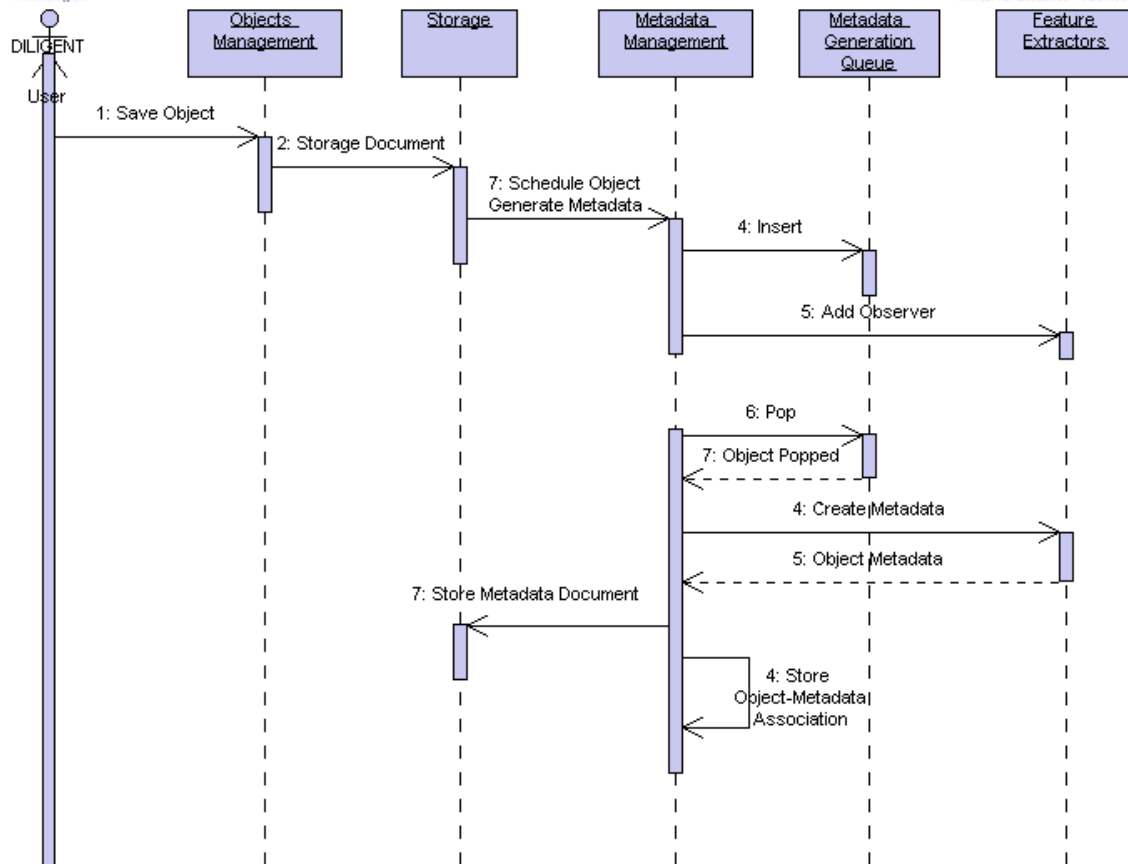 DILIGENT
User
Objects
Management
Storage
Metadata
Management
Metadata
Generation
Queue
Feature
Extractors
1: Save Object
2: Storage Document
7: Schedule Object
Generate Metadata
4: Insert
5: Add Observer
6: Pop
7: Object Popped
4: Create Metadata
5: Object Metadata
7: Store Metadata Document
4: Store
Object-Metadata
Association